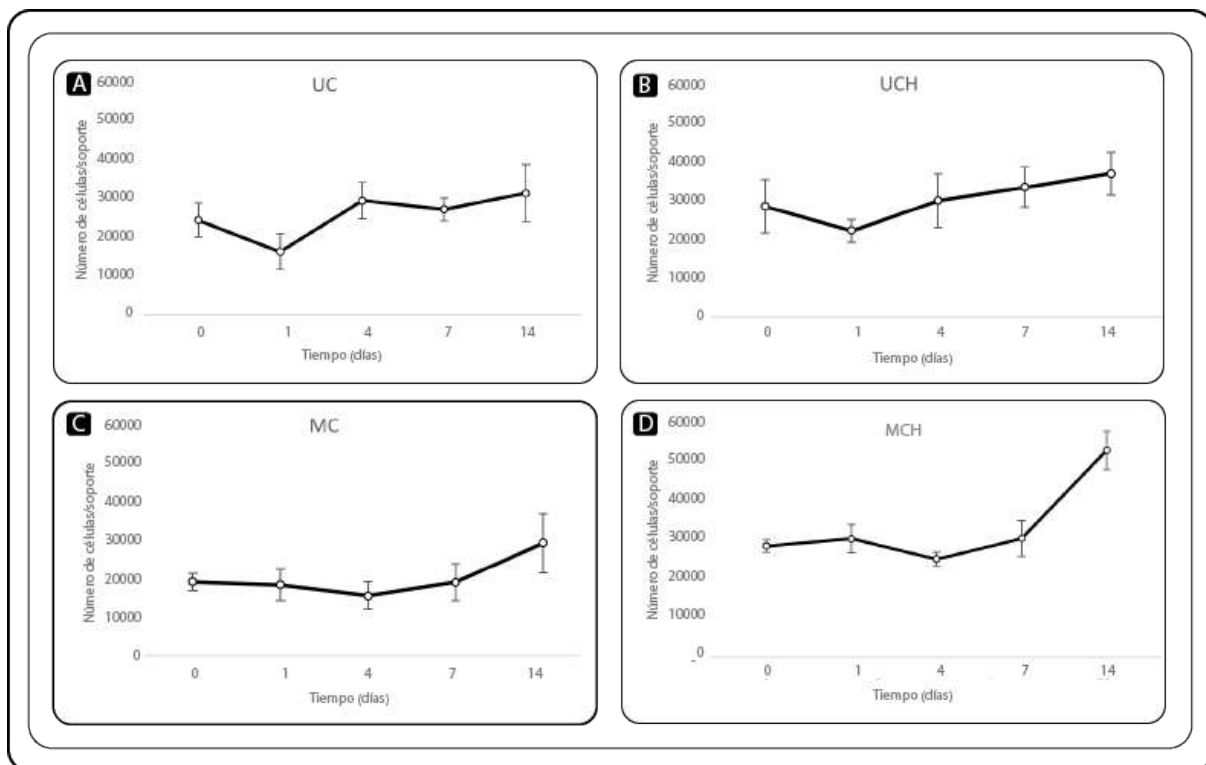 A
UC
Número de células/soporte
60000
50000
40000
30000
20000
10000
0
0 1 4 7 14
Tiempo (días)
B
UCH
Número de células/soporte
60000
50000
40000
30000
20000
10000
0
0 1 4 7 14
Tiempo (días)
C
MC
Número de células/soporte
60000
50000
40000
30000
20000
10000
0
0 1 4 7 14
Tiempo (días)
D
MCH
Número de células/soporte
60000
50000
40000
30000
20000
10000
0
0 1 4 7 14
Tiempo (días)